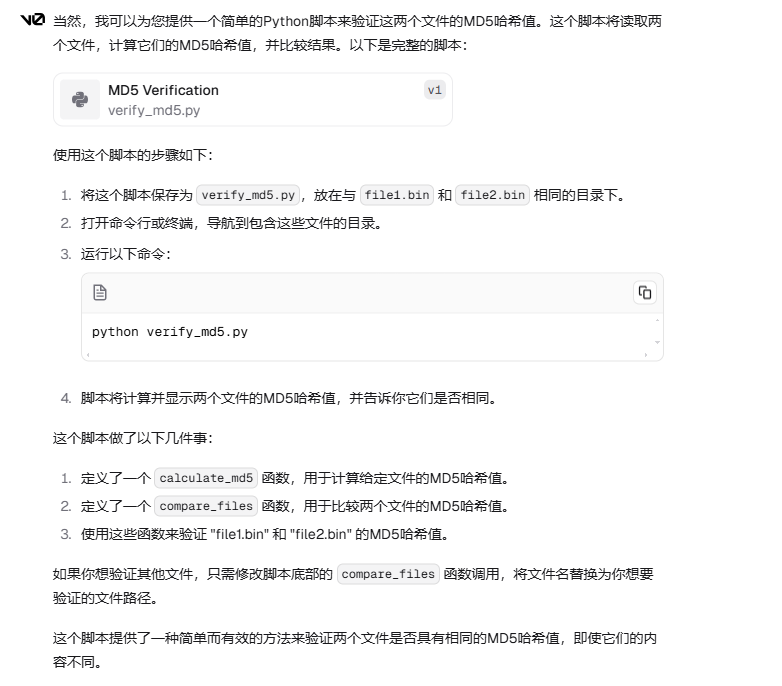 v0 当然，我可以为您提供一个简单的Python脚本来验证这两个文件的MD5哈希值。这个脚本将读取两
个文件，计算它们的MD5哈希值，并比较结果。以下是完整的脚本：
MD5 Verification
v1
verify_md5.py
使用这个脚本的步骤如下：
1. 将这个脚本保存为 verify_md5.py，放在与 file1.bin 和 file2.bin 相同的目录下。
2. 打开命令行或终端，导航到包含这些文件的目录。
3. 运行以下命令：
python verify_md5.py
4. 脚本将计算并显示两个文件的MD5哈希值，并告诉你它们是否相同。
这个脚本做了以下几件事：
1. 定义了一个 calculate_md5 函数，用于计算给定文件的MD5哈希值。
2. 定义了一个 compare_files 函数，用于比较两个文件的MD5哈希值。
3. 使用这些函数来验证 "file1.bin" 和 "file2.bin" 的MD5哈希值。
如果你想验证其他文件，只需修改脚本底部的 compare_files 函数调用，将文件名替换为你想要
验证的文件路径。
这个脚本提供了一种简单而有效的方法来验证两个文件是否具有相同的MD5哈希值，即使它们的内
容不同。